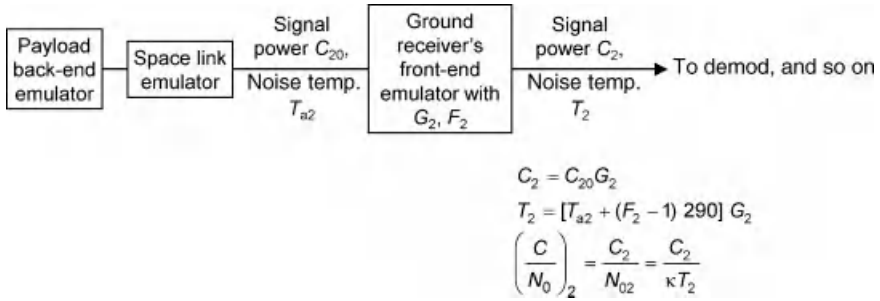 Payload
back-end
emulator
Space link
emulator
Signal
power C₂₀,
Noise temp.
Tₐ₂
Ground
receiver's
front-end
emulator with
G₂, F₂
Signal
power C₂,
Noise temp.
T₂
To demod, and so on
C₂ = C₂₀G₂
T₂ = [Tₐ₂ + (F₂ – 1) 290] G₂
(C/N₀)₂ = C₂/N₀₂ = C₂/κT₂